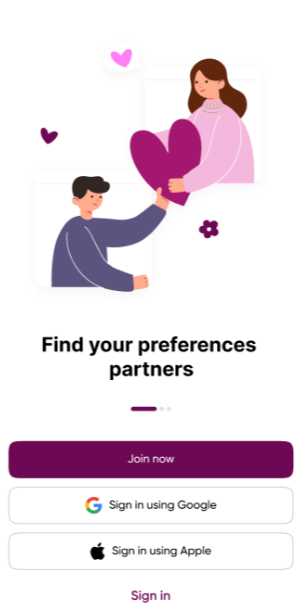 Find your preferences
partners
Join now
Sign in using Google
Sign in using Apple
Sign in